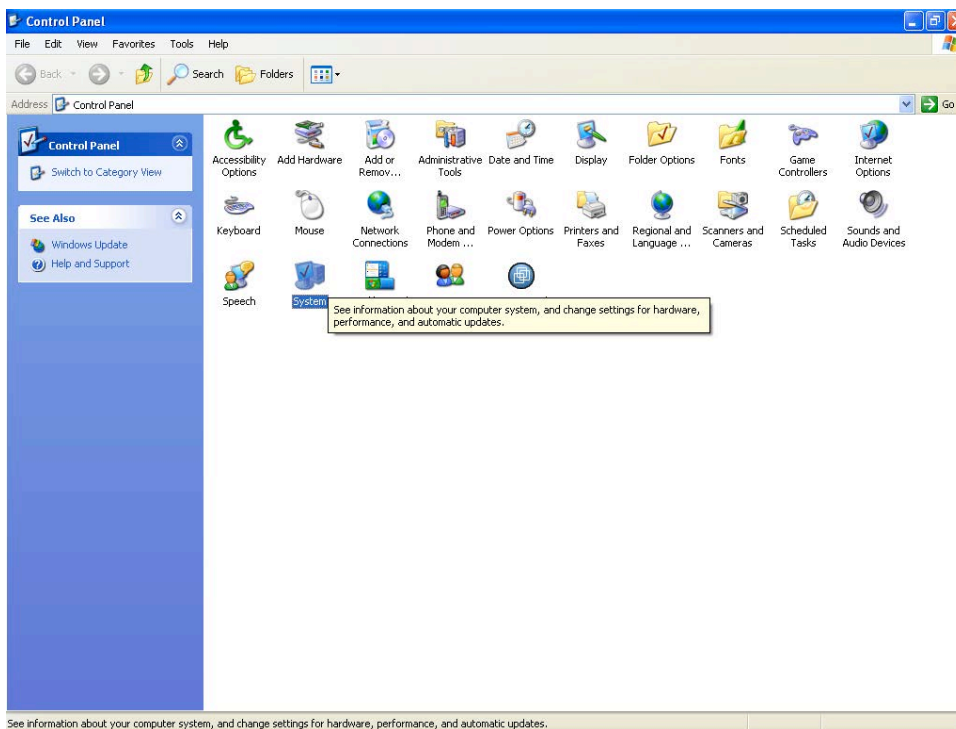 Control Panel
File Edit View Favorites Tools Help
Back Search Folders
Address Control Panel Go
Control Panel
Switch to Category View
See Also
Windows Update
Help and Support
Accessibility Options
Add Hardware
Add or Remov...
Administrative Tools
Date and Time
Display
Folder Options
Fonts
Game Controllers
Internet Options
Keyboard
Mouse
Network Connections
Phone and Modem ...
Power Options
Printers and Faxes
Regional and Language ...
Scanners and Cameras
Scheduled Tasks
Sounds and Audio Devices
Speech
System
See information about your computer system, and change settings for hardware,
performance, and automatic updates.
See information about your computer system, and change settings for hardware, performance, and automatic updates.